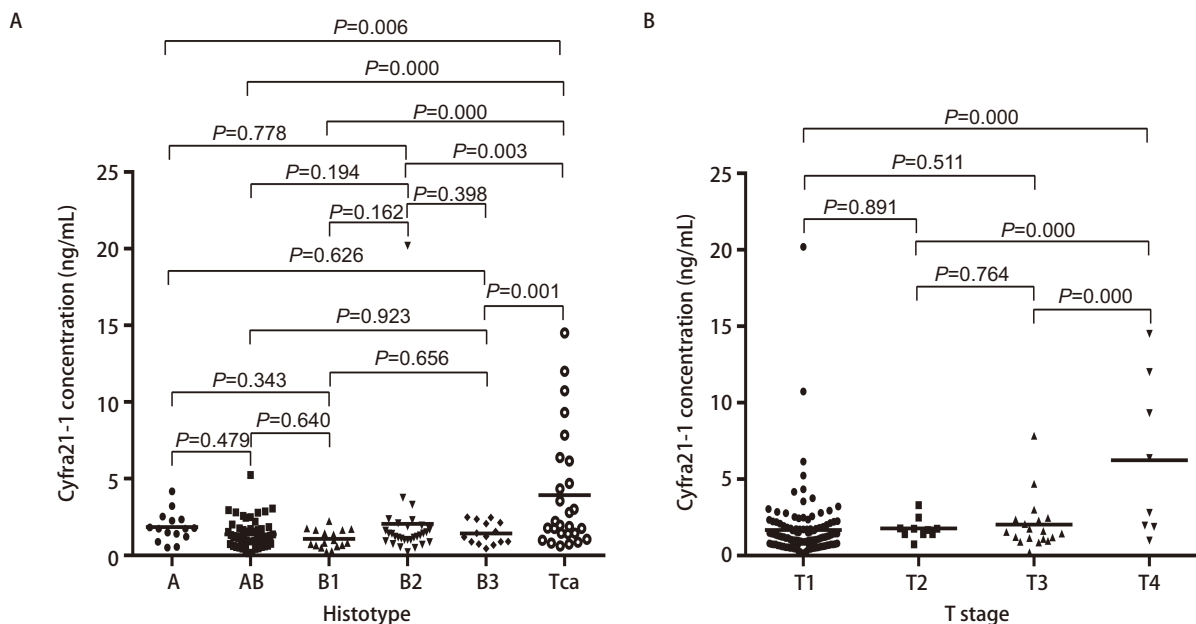 A
P=0.006
P=0.000
P=0.000
P=0.778
P=0.003
P=0.194
P=0.398
P=0.162
P=0.626
P=0.001
P=0.923
P=0.656
P=0.343
P=0.640
P=0.479
Cyfra21-1 concentration (ng/mL)
25
20
15
10
5
0
A AB B1 B2 B3 Tca
Histotype
B
P=0.000
P=0.511
P=0.891
P=0.000
P=0.764
P=0.000
Cyfra21-1 concentration (ng/mL)
25
20
15
10
5
0
T1 T2 T3 T4
T stage